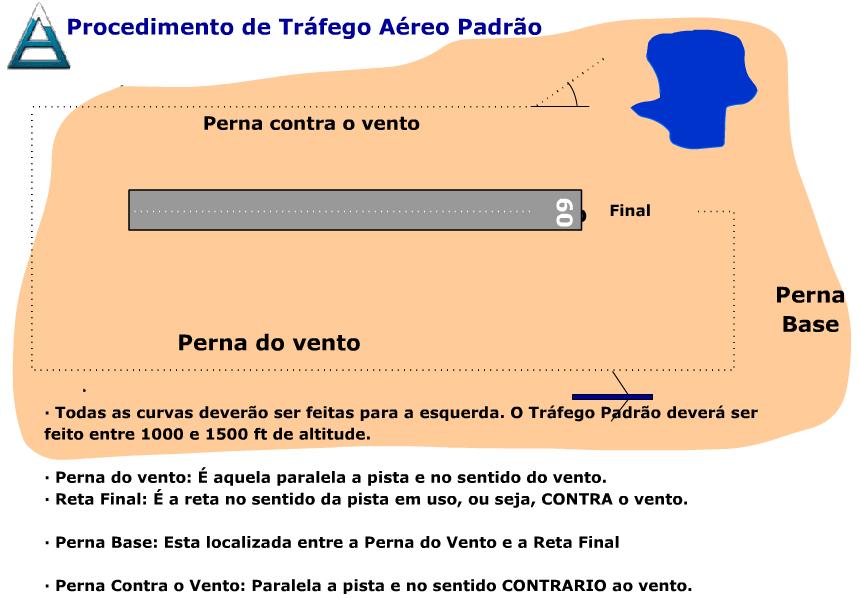 Procedimento de Tráfego Aéreo Padrão
Perna contra o vento
09
Final
Perna
Base
Perna do vento
· Todas as curvas deverão ser feitas para a esquerda. O Tráfego Padrão deverá ser
feito entre 1000 e 1500 ft de altitude.
· Perna do vento: É aquela paralela a pista e no sentido do vento.
· Reta Final: É a reta no sentido da pista em uso, ou seja, CONTRA o vento.
· Perna Base: Esta localizada entre a Perna do Vento e a Reta Final
· Perna Contra o Vento: Paralela a pista e no sentido CONTRARIO ao vento.